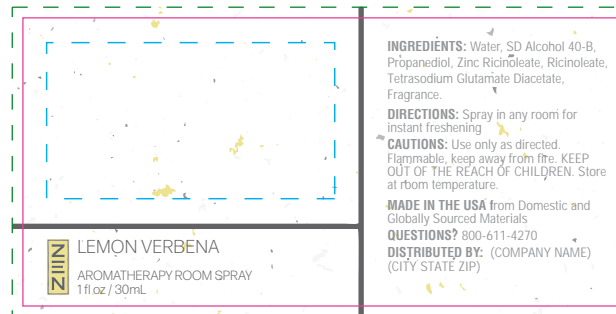 ZEN
LEMON VERBENA
AROMATHERAPY ROOM SPRAY
1 fl oz / 30mL
INGREDIENTS: Water, SD Alcohol 40-B,
Propanediol, Zinc Ricinoleate, Ricinoleate,
Tetrasodium Glutamate Diacetate,
Fragrance.
DIRECTIONS: Spray in any room for
instant freshening
CAUTIONS: Use only as directed.
Flammable, keep away from fire. KEEP
OUT OF THE REACH OF CHILDREN. Store
at room temperature.
MADE IN THE USA from Domestic and
Globally Sourced Materials
QUESTIONS? 800-611-4270
DISTRIBUTED BY: (COMPANY NAME)
(CITY STATE ZIP)